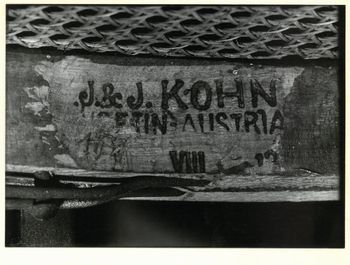 J. & J. KOHN
AUSTRIA
VIII